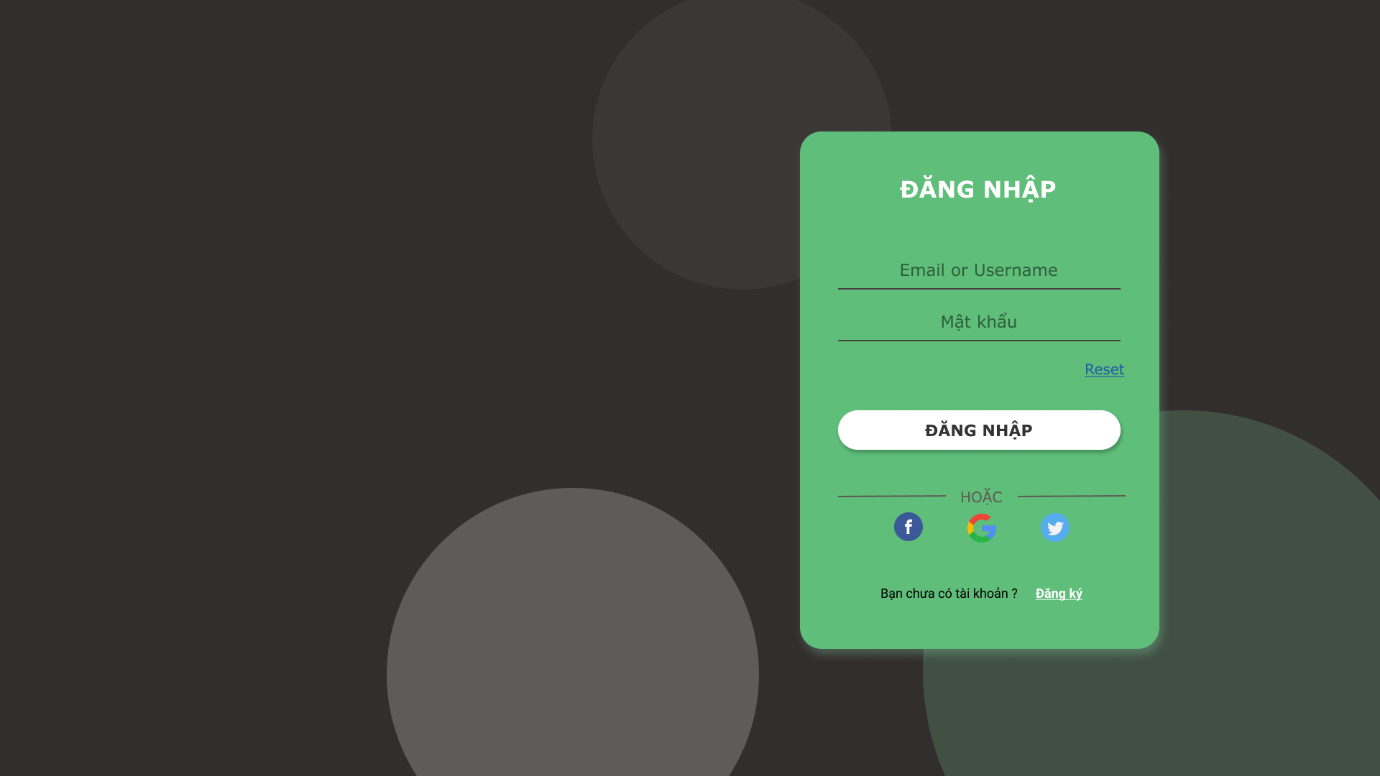 ĐĂNG NHẬP
Email or Username
Mật khẩu
Reset
ĐĂNG NHẬP
HOẶC
Bạn chưa có tài khoản ? Đăng ký